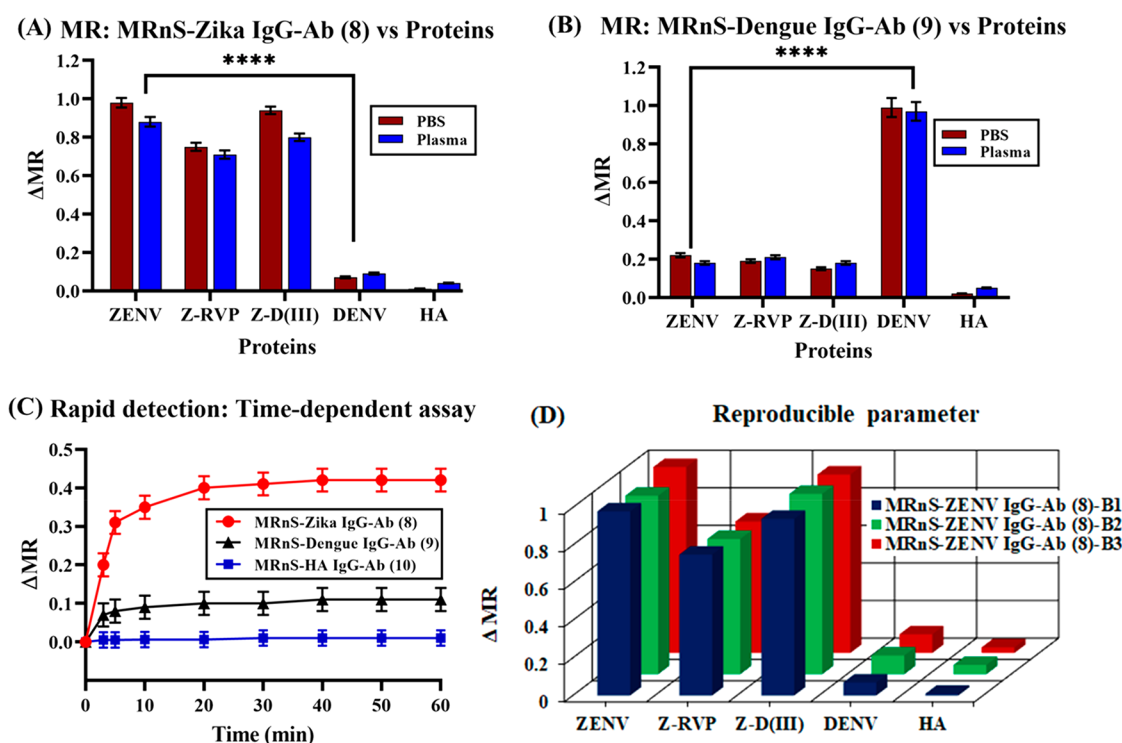 (A) MR: MRnS-Zika IgG-Ab (8) vs Proteins
****
1.2
1.0
0.8
0.6
0.4
0.2
0.0
ΔMR
PBS
Plasma
ZENV Z-RVP Z-D(III) DENV HA
Proteins
(B) MR: MRnS-Dengue IgG-Ab (9) vs Proteins
****
1.2
1.0
0.8
0.6
0.4
0.2
0.0
ΔMR
PBS
Plasma
ZENV Z-RVP Z-D(III) DENV HA
Proteins
(C) Rapid detection: Time-dependent assay
0.5
0.4
0.3
0.2
0.1
0.0
ΔMR
MRnS-Zika IgG-Ab (8)
MRnS-Dengue IgG-Ab (9)
MRnS-HA IgG-Ab (10)
0 10 20 30 40 50 60
Time (min)
(D) Reproducible parameter
1
0.8
0.6
0.4
0.2
0
Δ MR
MRnS-ZENV IgG-Ab (8)-B1
MRnS-ZENV IgG-Ab (8)-B2
MRnS-ZENV IgG-Ab (8)-B3
ZENV Z-RVP Z-D(III) DENV HA